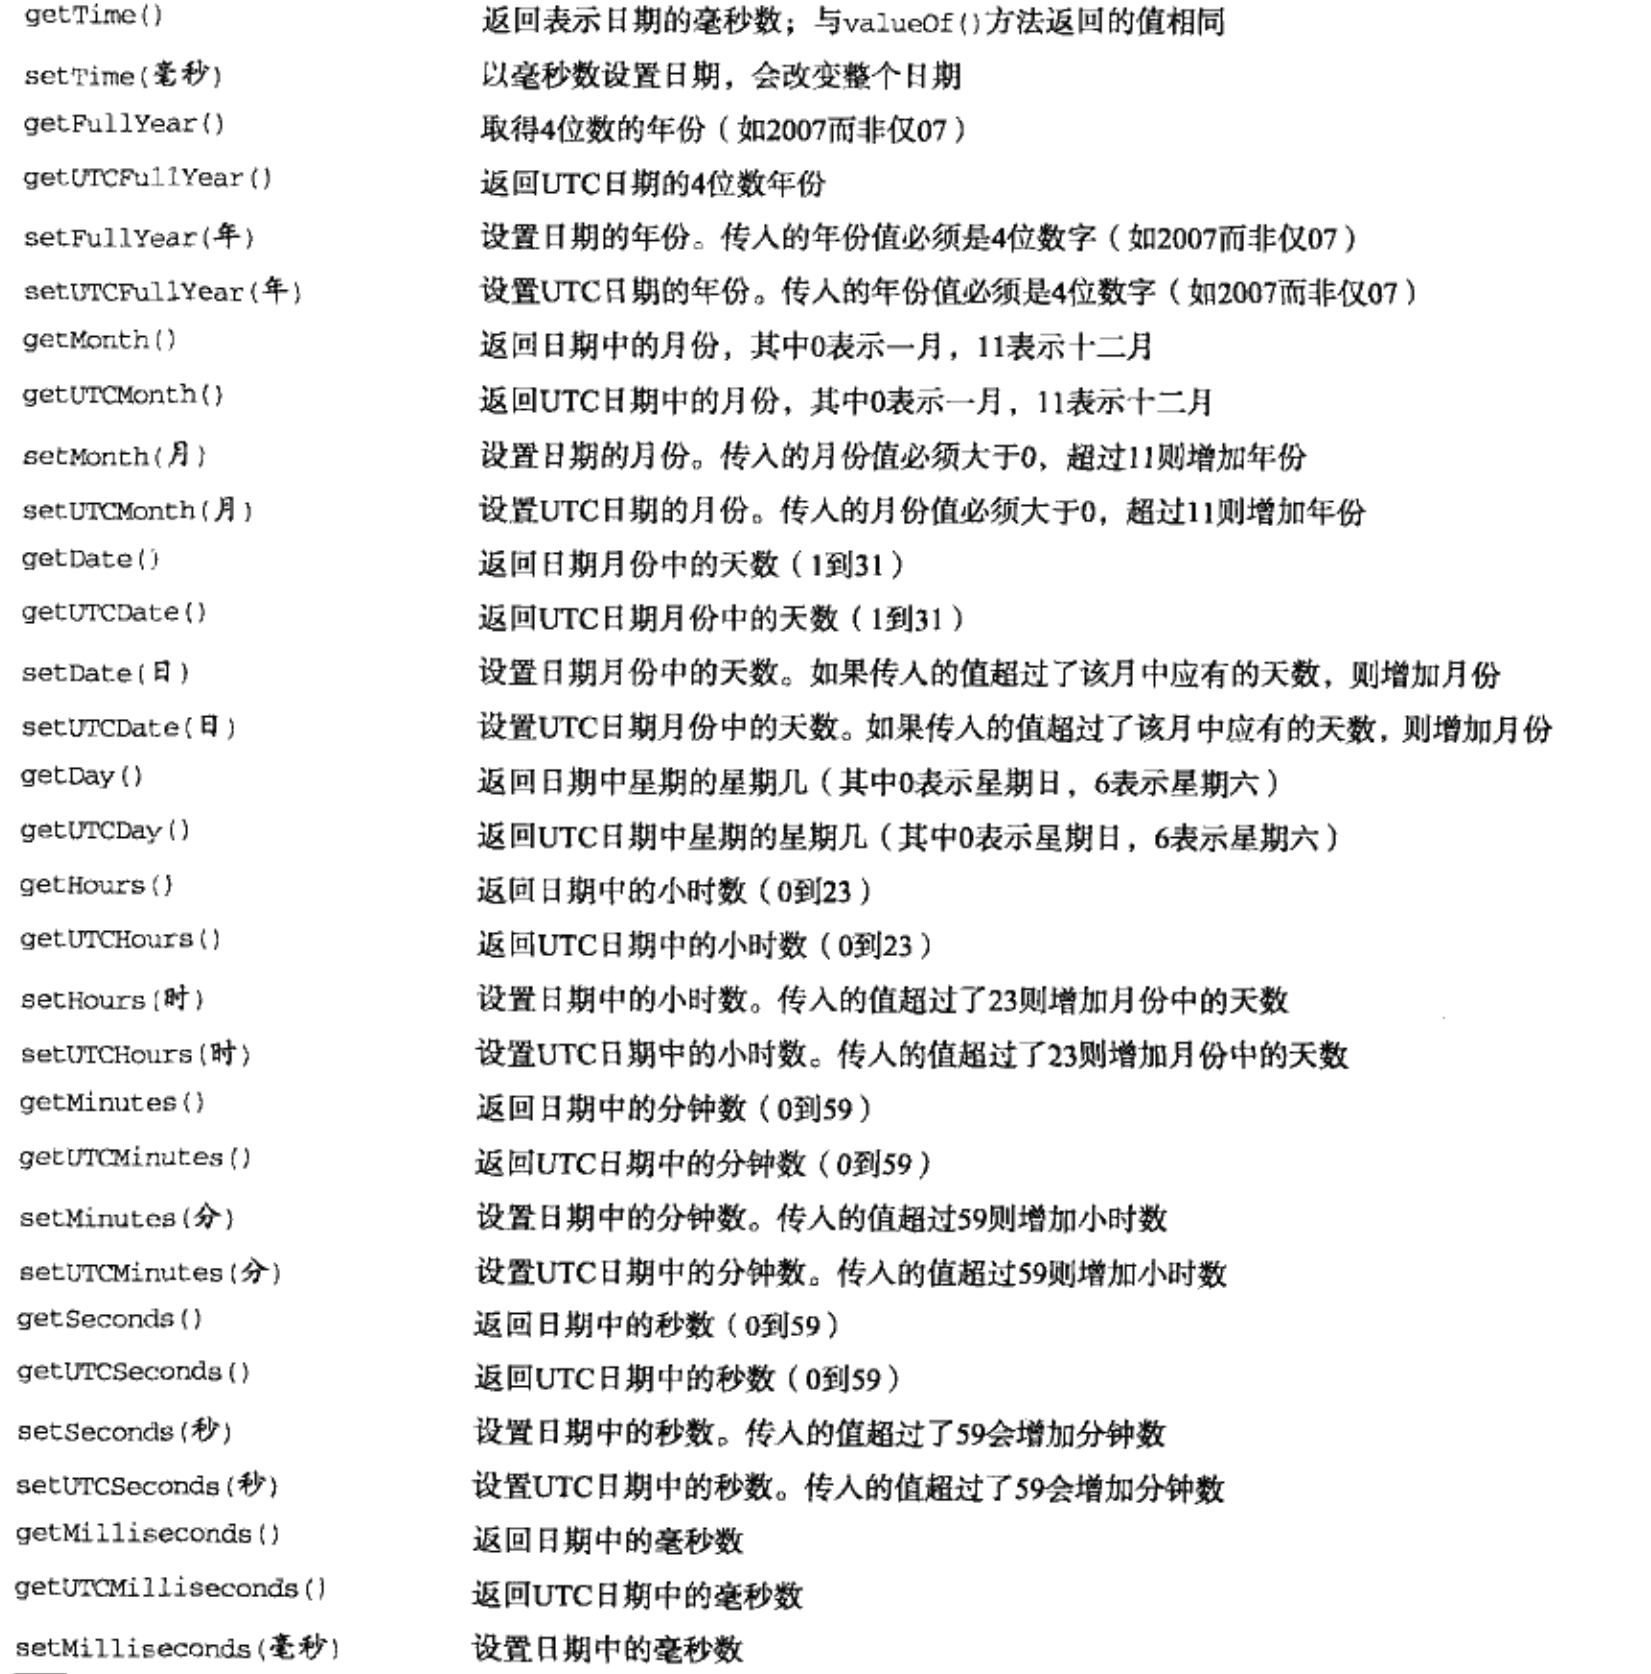 getTime() 返回表示日期的毫秒数；与valueOf()方法返回的值相同
setTime(毫秒) 以毫秒数设置日期，会改变整个日期
getFullYear() 取得4位数的年份（如2007而非仅07）
getUTCFullYear() 返回UTC日期的4位数年份
setFullYear(年) 设置日期的年份。传入的年份值必须是4位数字（如2007而非仅07）
setUTCFullYear(年) 设置UTC日期的年份。传入的年份值必须是4位数字（如2007而非仅07）
getMonth() 返回日期中的月份，其中0表示一月，11表示十二月
getUTCMonth() 返回UTC日期中的月份，其中0表示一月，11表示十二月
setMonth(月) 设置日期的月份。传入的月份值必须大于0，超过11则增加年份
setUTCMonth(月) 设置UTC日期的月份。传入的月份值必须大于0，超过11则增加年份
getDate() 返回日期月份中的天数（1到31）
getUTCDate() 返回UTC日期月份中的天数（1到31）
setDate(日) 设置日期月份中的天数。如果传入的值超过了该月中应有的天数，则增加月份
setUTCDate(日) 设置UTC日期月份中的天数。如果传入的值超过了该月中应有的天数，则增加月份
getDay() 返回日期中星期的星期几（其中0表示星期日，6表示星期六）
getUTCDay() 返回UTC日期中星期的星期几（其中0表示星期日，6表示星期六）
getHours() 返回日期中的小时数（0到23）
getUTCHours() 返回UTC日期中的小时数（0到23）
setHours(时) 设置日期中的小时数。传入的值超过了23则增加月份中的天数
setUTCHours(时) 设置UTC日期中的小时数。传入的值超过了23则增加月份中的天数
getMinutes() 返回日期中的分钟数（0到59）
getUTCMinutes() 返回UTC日期中的分钟数（0到59）
setMinutes(分) 设置日期中的分钟数。传入的值超过59则增加小时数
setUTCMinutes(分) 设置UTC日期中的分钟数。传入的值超过59则增加小时数
getSeconds() 返回日期中的秒数（0到59）
getUTCSeconds() 返回UTC日期中的秒数（0到59）
setSeconds(秒) 设置日期中的秒数。传入的值超过了59会增加分钟数
setUTCSeconds(秒) 设置UTC日期中的秒数。传入的值超过了59会增加分钟数
getMilliseconds() 返回日期中的毫秒数
getUTCMilliseconds() 返回UTC日期中的毫秒数
setMilliseconds(毫秒) 设置日期中的毫秒数